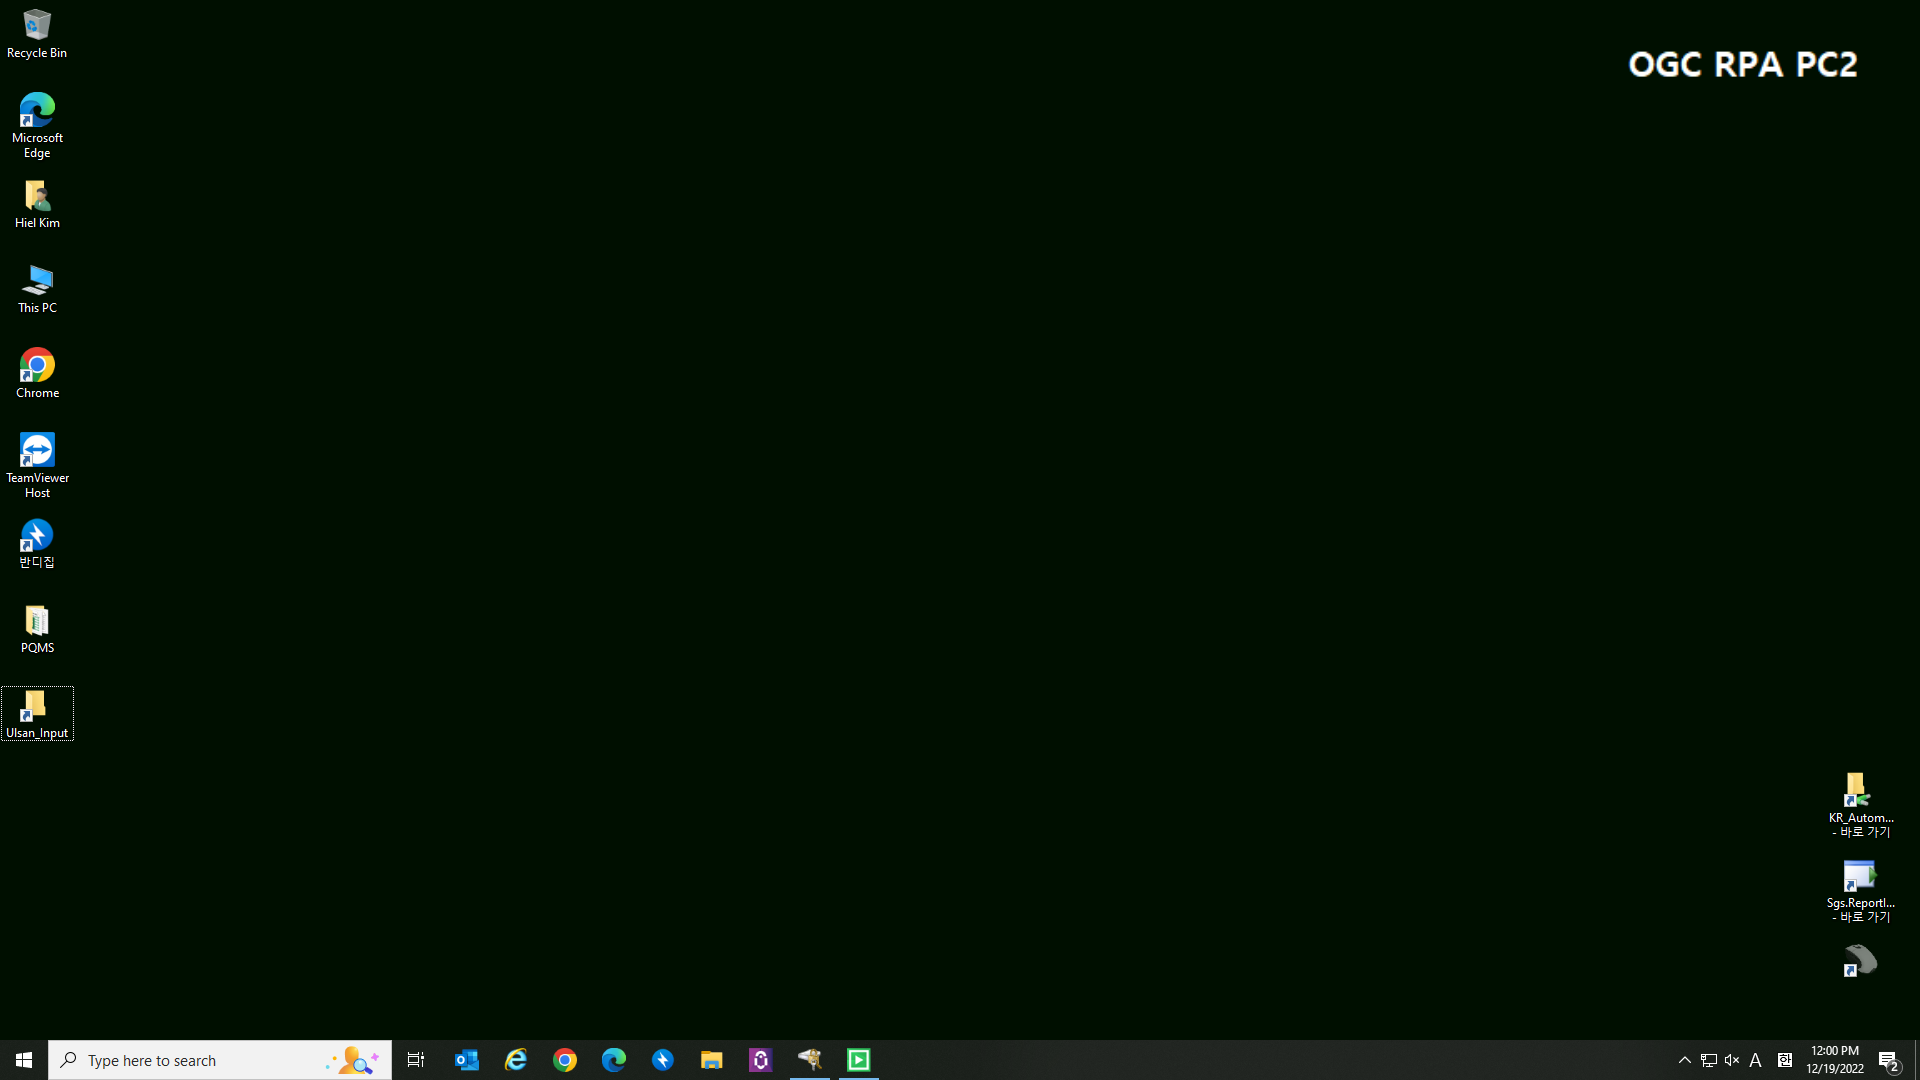 Recycle Bin
OGC RPA PC2
Microsoft
Edge
Hiel Kim
This PC
Chrome
TeamViewer
Host
반디집
PQMS
Ulsan_Input
KR_Autom...
- 바로 가기
Sgs.ReportI...
- 바로 가기
Type here to search
A
한
12:00 PM
12/19/2022
2